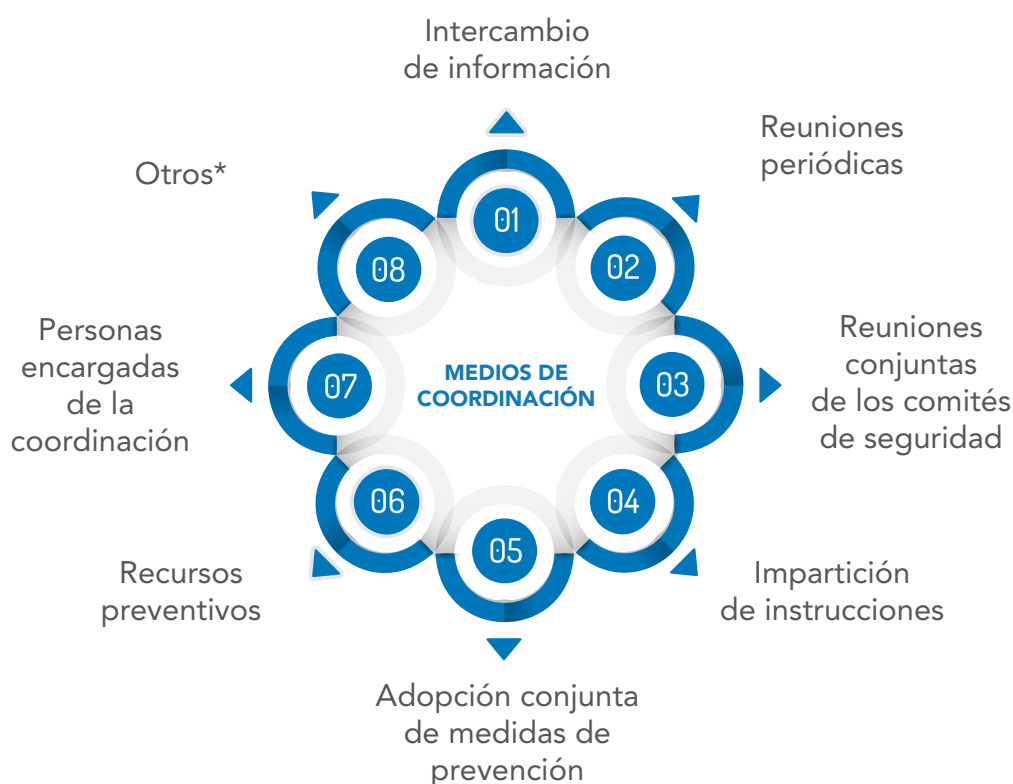 Intercambio
de información
01
Reuniones
periódicas
02
Reuniones
conjuntas
de los comités
de seguridad
03
Impartición
de instrucciones
04
Adopción conjunta
de medidas de
prevención
05
Recursos
preventivos
06
Personas
encargadas
de la
coordinación
07
Otros*
08
MEDIOS DE
COORDINACIÓN